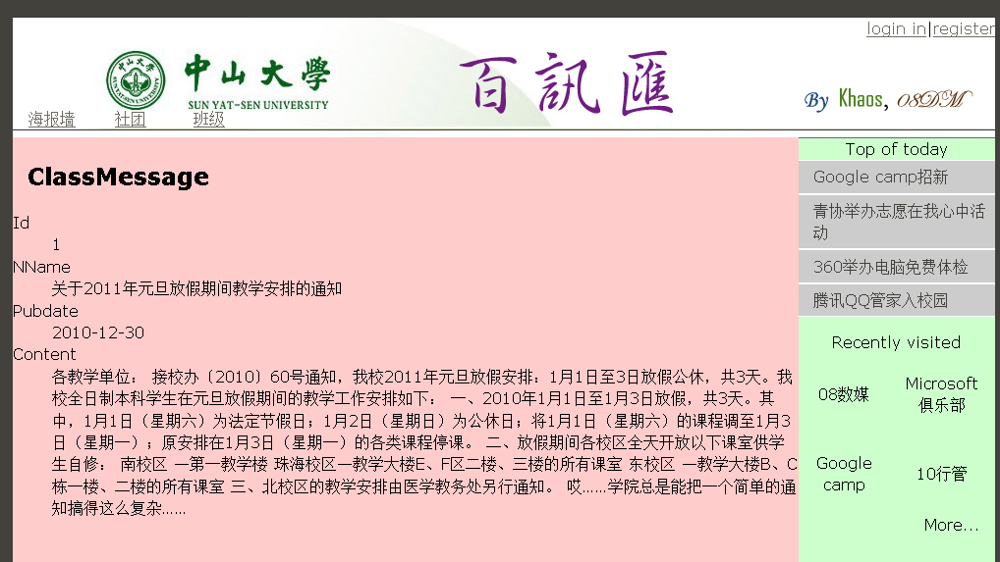 login in|register
中山大學
SUN YAT-SEN UNIVERSITY
百訊匯
By Khaos, 08DM
海报墙 社团 班级
ClassMessage
Id
1
NName
关于2011年元旦放假期间教学安排的通知
Pubdate
2010-12-30
Content
各教学单位： 接校办〔2010〕60号通知，我校2011年元旦放假安排：1月1日至3日放假公休，共3天。我
校全日制本科学生在元旦放假期间的教学工作安排如下： 一、2010年1月1日至1月3日放假，共3天。其
中，1月1日（星期六）为法定节假日；1月2日（星期日）为公休日；将1月1日（星期六）的课程调至1月3
日（星期一）；原安排在1月3日（星期一）的各类课程停课。 二、放假期间各校区全天开放以下课室供学
生自修： 南校区 —第一教学楼 珠海校区—教学大楼E、F区二楼、三楼的所有课室 东校区 —教学大楼B、C
栋一楼、二楼的所有课室 三、北校区的教学安排由医学教务处另行通知。 哎……学院总是能把一个简单的通
知搞得这么复杂……
Top of today
Google camp招新
青协举办志愿在我心中活
动
360举办电脑免费体检
腾讯QQ管家入校园
Recently visited
08数媒
Microsoft
俱乐部
Google
camp
10行管
More...